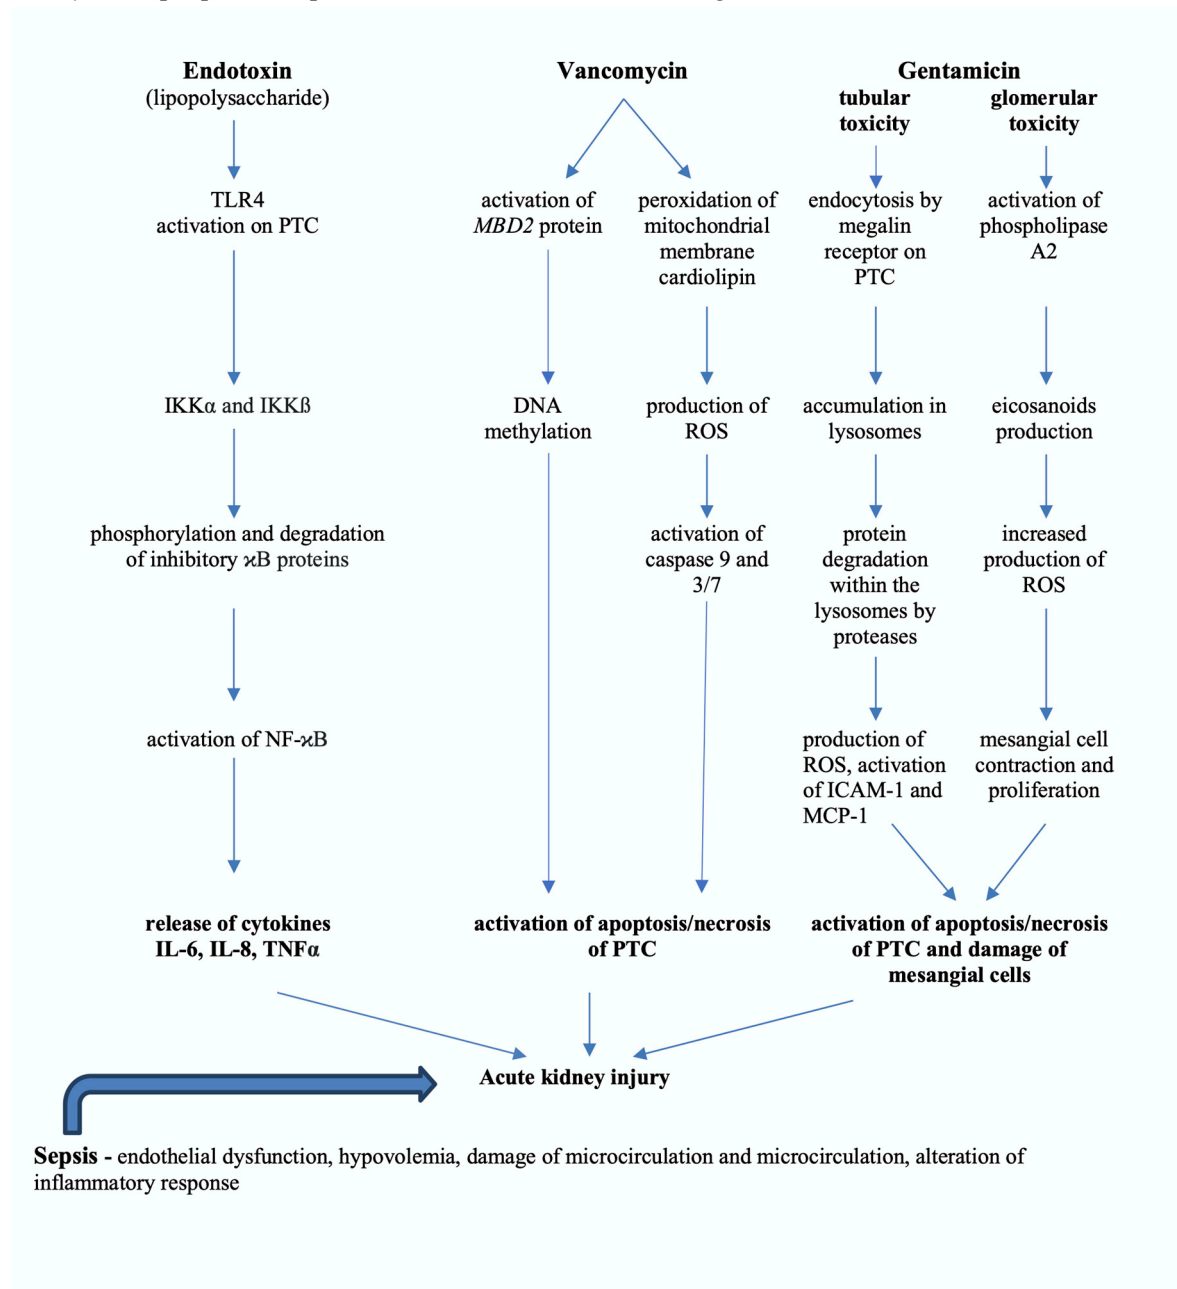 Endotoxin
(lipopolysaccharide)
TLR4
activation on PTC
IKKα and IKKß
phosphorylation and degradation
of inhibitory ϰB proteins
activation of NF-ϰB
release of cytokines
IL-6, IL-8, TNFα
Vancomycin
activation of
MBD2 protein
DNA
methylation
peroxidation of
mitochondrial
membrane
cardiolipin
production of
ROS
activation of
caspase 9 and
3/7
activation of apoptosis/necrosis
of PTC
Gentamicin
tubular
toxicity
endocytosis by
megalin
receptor on
PTC
accumulation in
lysosomes
protein
degradation
within the
lysosomes by
proteases
production of
ROS, activation
of ICAM-1 and
MCP-1
glomerular
toxicity
activation of
phospholipase
A2
eicosanoids
production
increased
production of
ROS
mesangial cell
contraction and
proliferation
activation of apoptosis/necrosis
of PTC and damage of
mesangial cells
Acute kidney injury
Sepsis - endothelial dysfunction, hypovolemia, damage of microcirculation and microcirculation, alteration of
inflammatory response